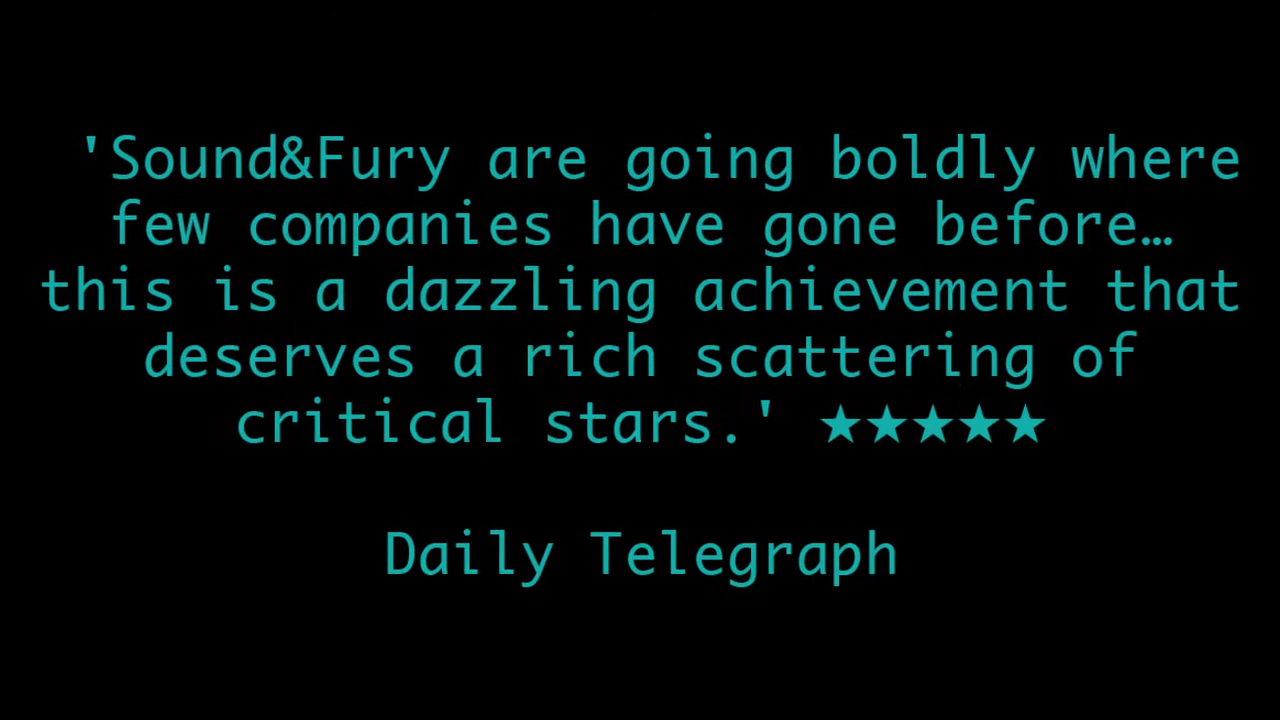 'Sound&Fury are going boldly where
few companies have gone before…
this is a dazzling achievement that
deserves a rich scattering of
critical stars.' ★★★★★
Daily Telegraph